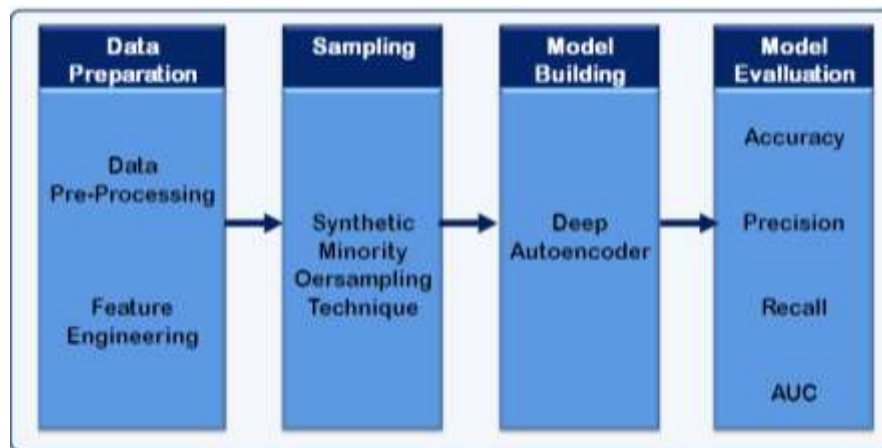 Data
Preparation
Data
Pre-Processing
Feature
Engineering
Sampling
Synthetic
Minority
Oersampling
Technique
Model
Building
Deep
Autoencoder
Model
Evalluation
Accuracy
Precision
Recall
AUC